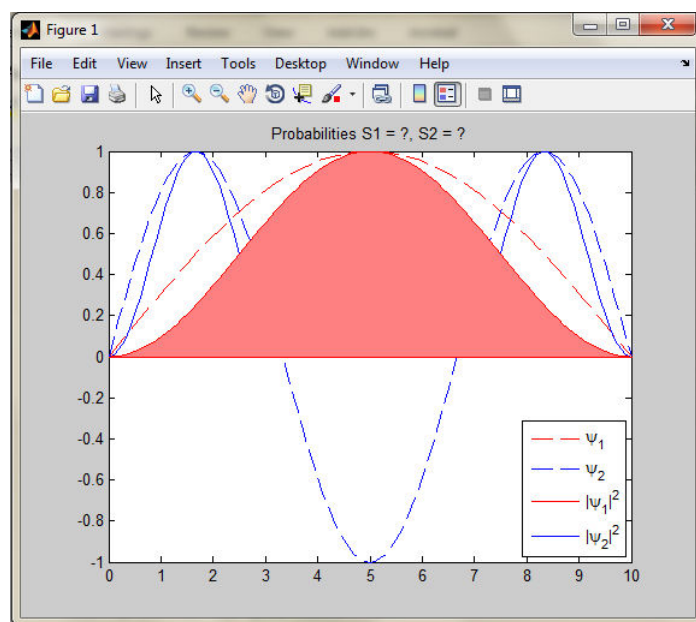 Figure 1
File Edit View Insert Tools Desktop Window Help
Probabilities S1 = ?, S2 = ?
1
0.8
0.6
0.4
0.2
0
-0.2
-0.4
-0.6
-0.8
-1
0 1 2 3 4 5 6 7 8 9 10
ψ₁
ψ₂
|ψ₁|²
|ψ₂|²